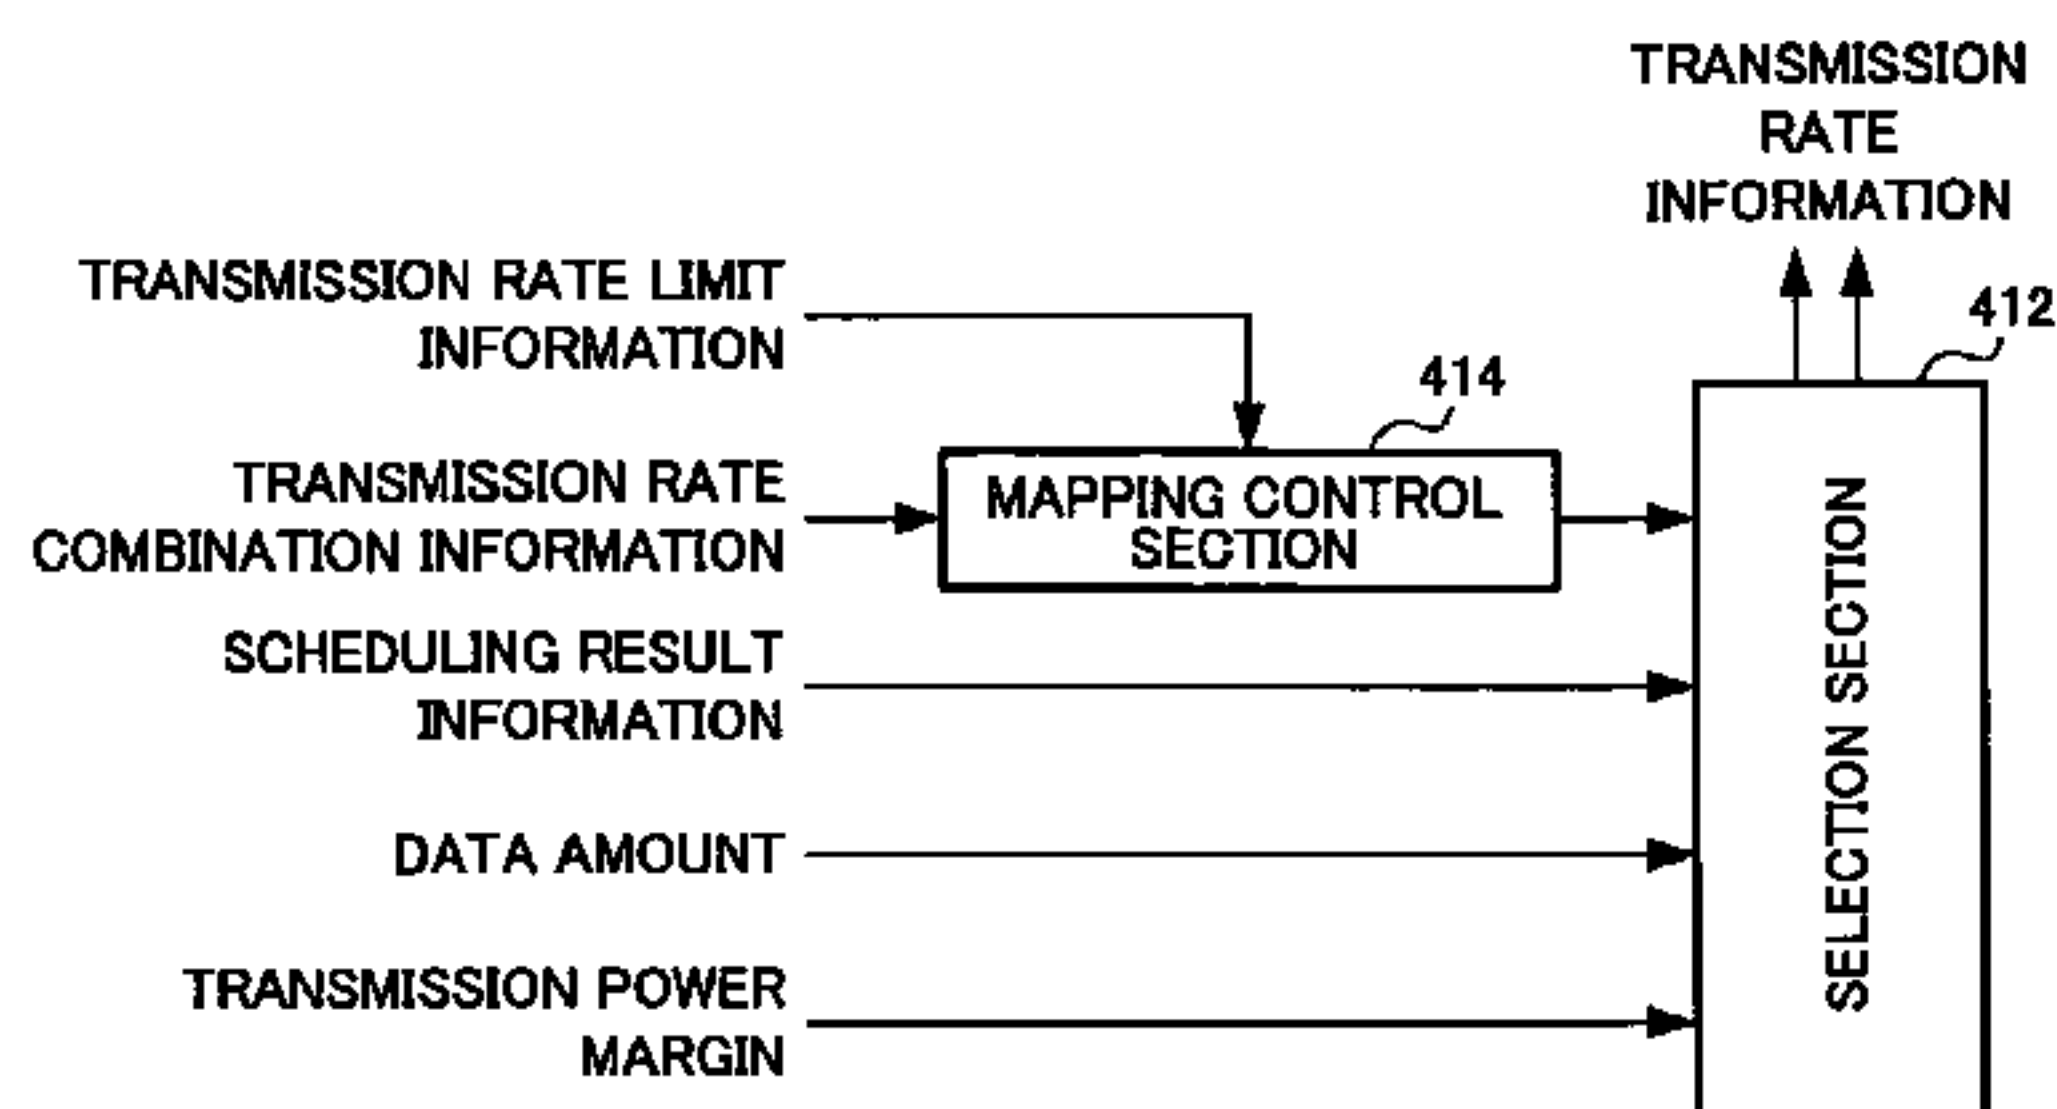 TRANSMISSION
RATE
INFORMATION
412
TRANSMISSION RATE LIMIT
INFORMATION
414
TRANSMISSION RATE
COMBINATION INFORMATION
MAPPING CONTROL
SECTION
SCHEDULING RESULT
INFORMATION
SELECTION SECTION
DATA AMOUNT
TRANSMISSION POWER
MARGIN